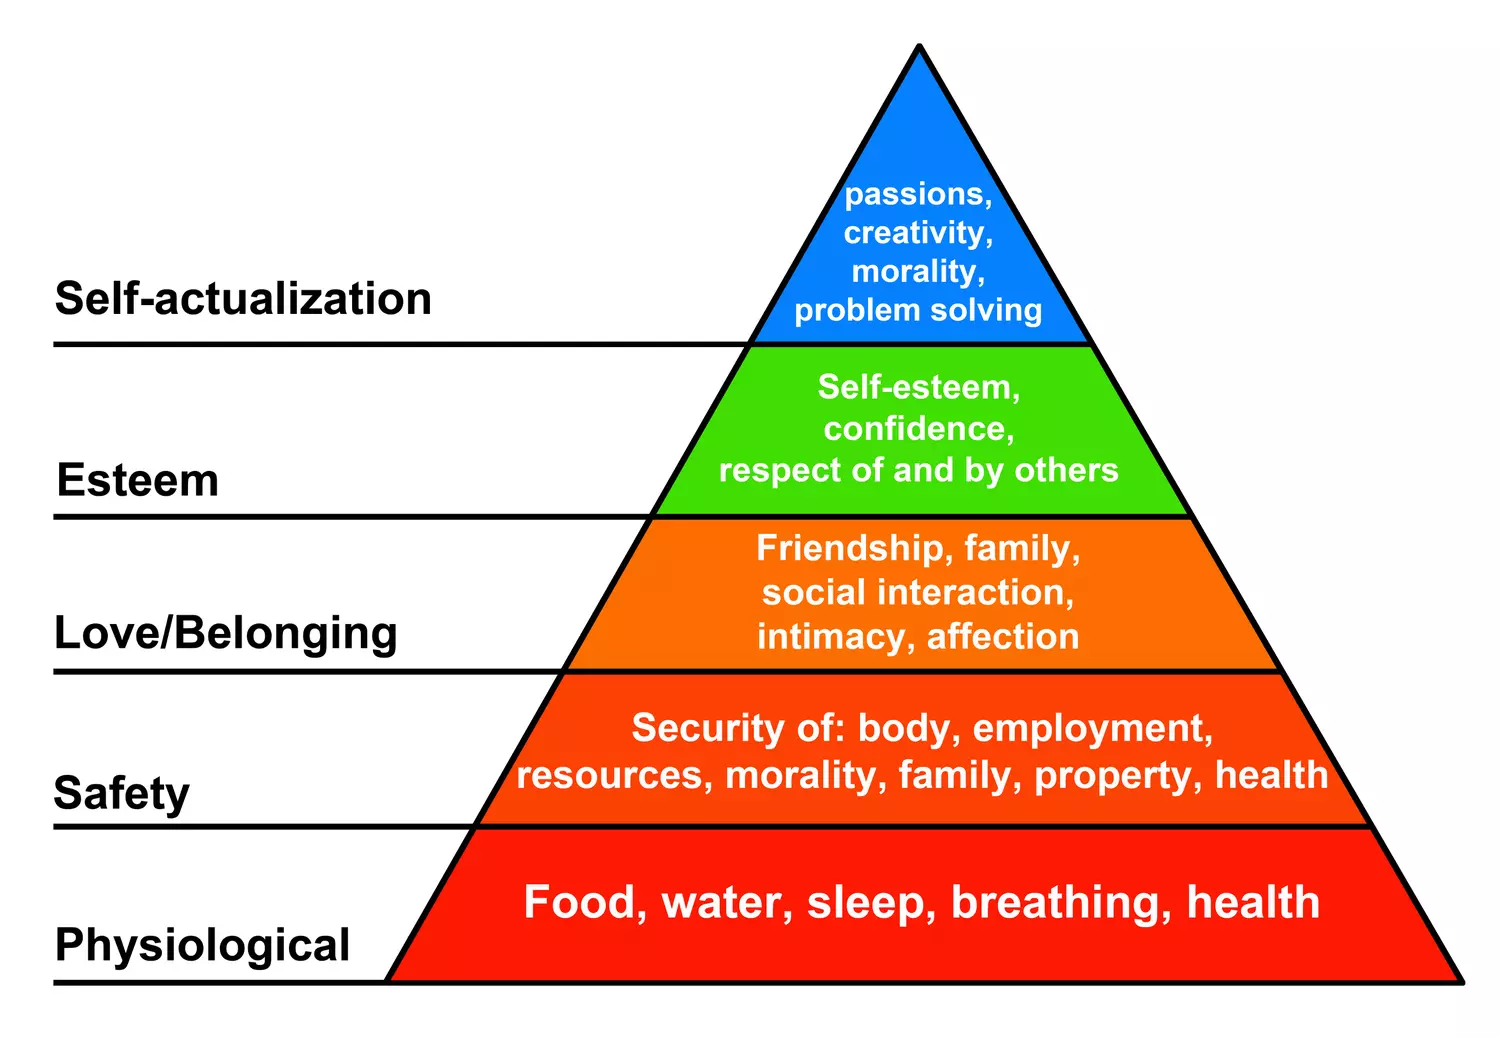 passions,
creativity,
morality,
problem solving
Self-actualization
Self-esteem,
confidence,
respect of and by others
Esteem
Friendship, family,
social interaction,
intimacy, affection
Love/Belonging
Security of: body, employment,
resources, morality, family, property, health
Safety
Food, water, sleep, breathing, health
Physiological